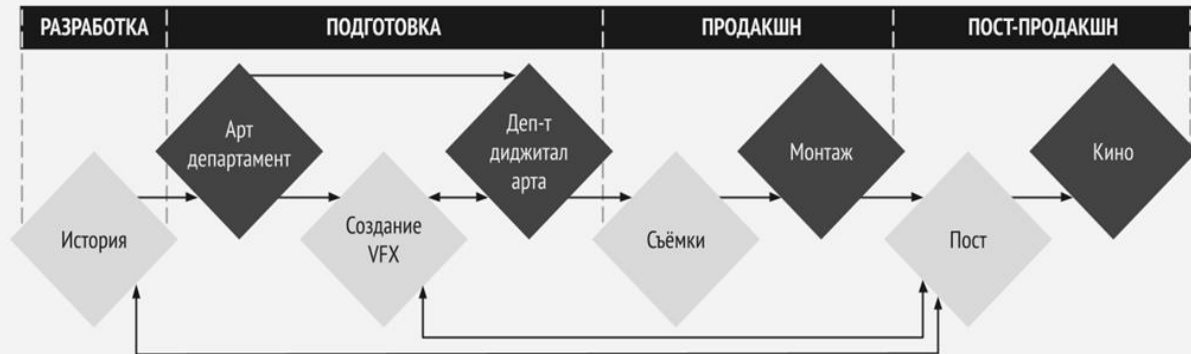 РАЗРАБОТКА
ПОДГОТОВКА
ПРОДАКШН
ПОСТ-ПРОДАКШН
Арт
департамент
Деп-т
диджитал
арта
Монтаж
Кино
История
Создание
VFX
Съёмки
Пост